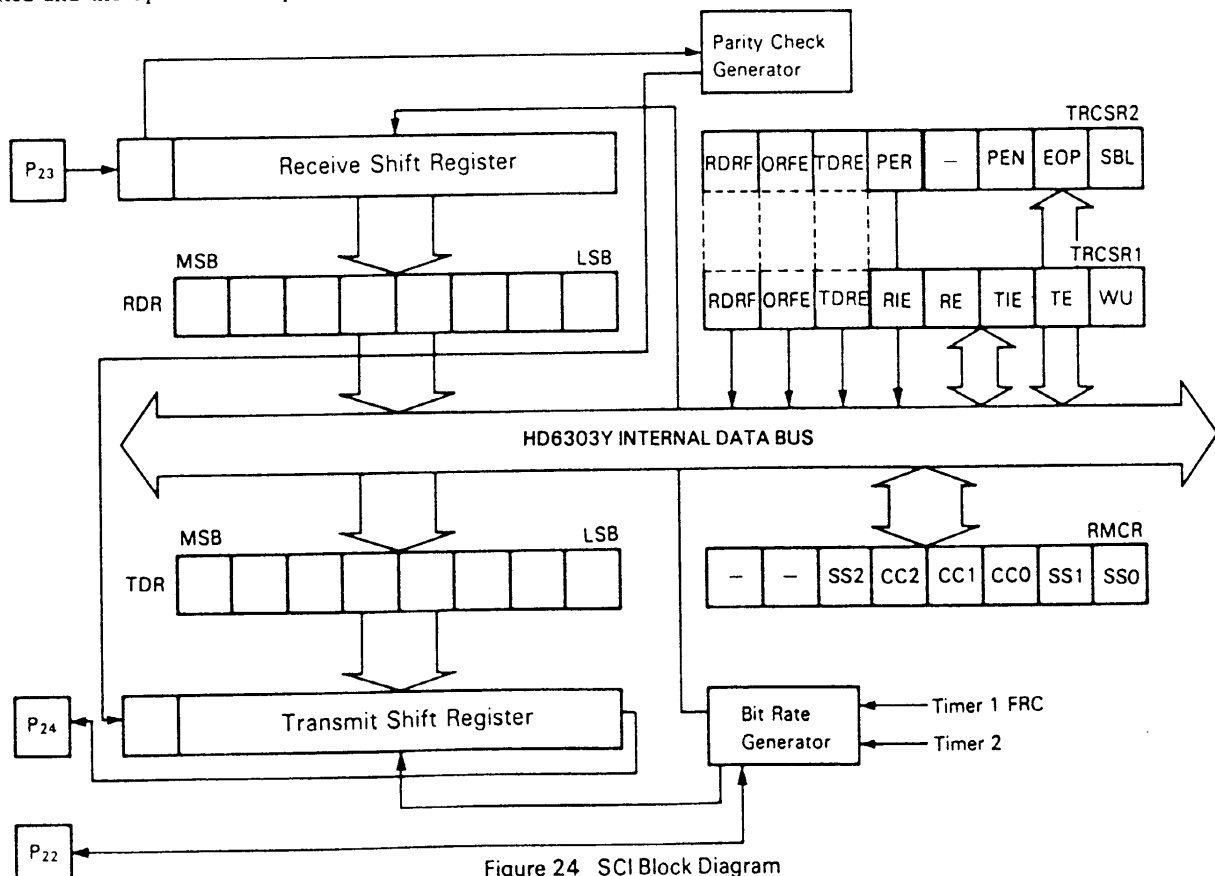 Parity Check
Generator
TRCSR2
P23
Receive Shift Register
RDRF ORFE TDRE PER – PEN EOP SBL
MSB LSB
TRCSR1
RDR
RDRF ORFE TDRE RIE RE TIE TE WU
HD6303Y INTERNAL DATA BUS
MSB LSB
RMCR
TDR
– – SS2 CC2 CC1 CC0 SS1 SS0
P24
Transmit Shift Register
Bit Rate
Generator
Timer 1 FRC
Timer 2
P22
Figure 24 SCI Block Diagram